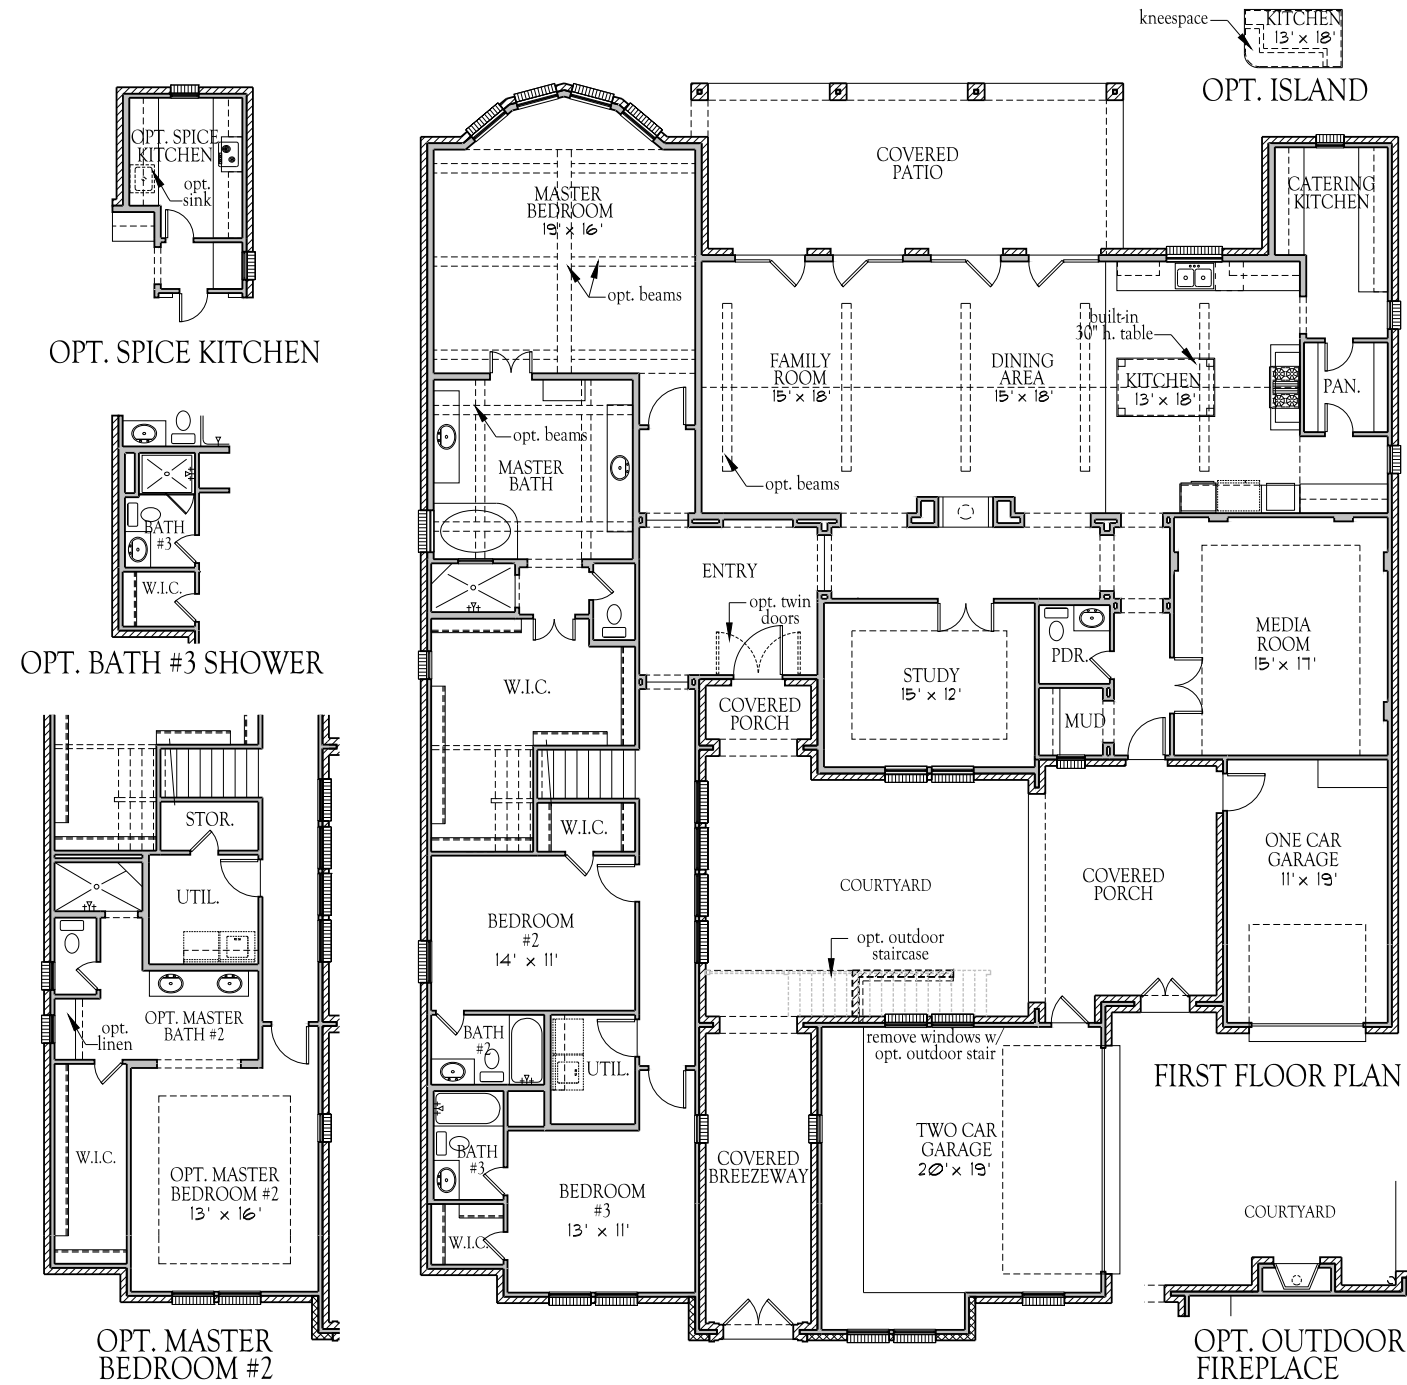 kneespace
KITCHEN
13' x 18'
OPT. ISLAND
OPT. SPICE
KITCHEN
opt.
sink
OPT. SPICE KITCHEN
BATH
#3
W.I.C.
OPT. BATH #3 SHOWER
STOR.
UTIL.
opt.
linen
OPT. MASTER
BATH #2
W.I.C.
OPT. MASTER
BEDROOM #2
13' x 16'
OPT. MASTER
BEDROOM #2
MASTER
BEDROOM
19' x 16'
opt. beams
COVERED
PATIO
CATERING
KITCHEN
built-in
30" h. table
FAMILY
ROOM
15' x 18'
DINING
AREA
15' x 18'
KITCHEN
13' x 18'
PAN.
opt. beams
MASTER
BATH
opt. beams
ENTRY
opt. twin
doors
W.I.C.
COVERED
PORCH
STUDY
15' x 12'
PDR.
MUD
MEDIA
ROOM
15' x 17'
W.I.C.
BEDROOM
#2
14' x 11'
COURTYARD
opt. outdoor
staircase
COVERED
PORCH
ONE CAR
GARAGE
11' x 19'
BATH
#2
UTIL.
remove windows w/
opt. outdoor stair
FIRST FLOOR PLAN
BATH
#3
W.I.C.
BEDROOM
#3
13' x 11'
COVERED
BREEZEWAY
TWO CAR
GARAGE
20' x 19'
COURTYARD
OPT. OUTDOOR
FIREPLACE